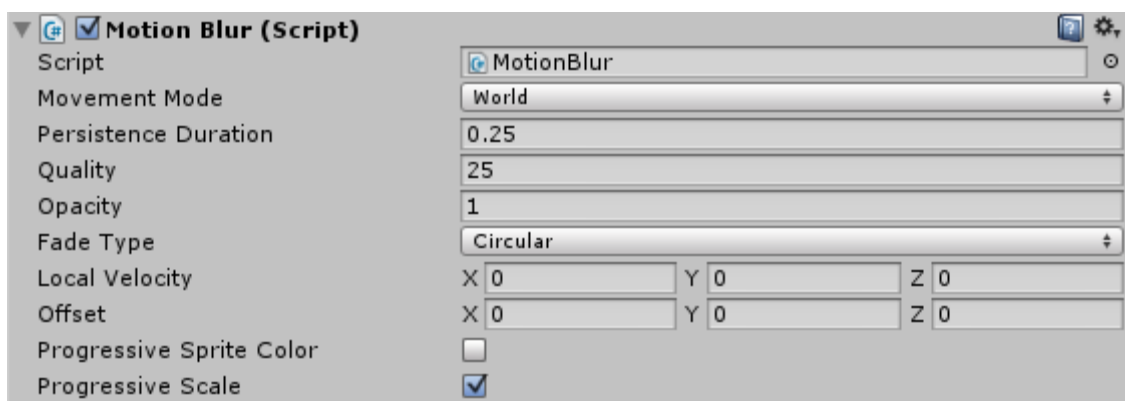 Motion Blur (Script)
Script MotionBlur
Movement Mode World
Persistence Duration 0.25
Quality 25
Opacity 1
Fade Type Circular
Local Velocity X 0 Y 0 Z 0
Offset X 0 Y 0 Z 0
Progressive Sprite Color
Progressive Scale